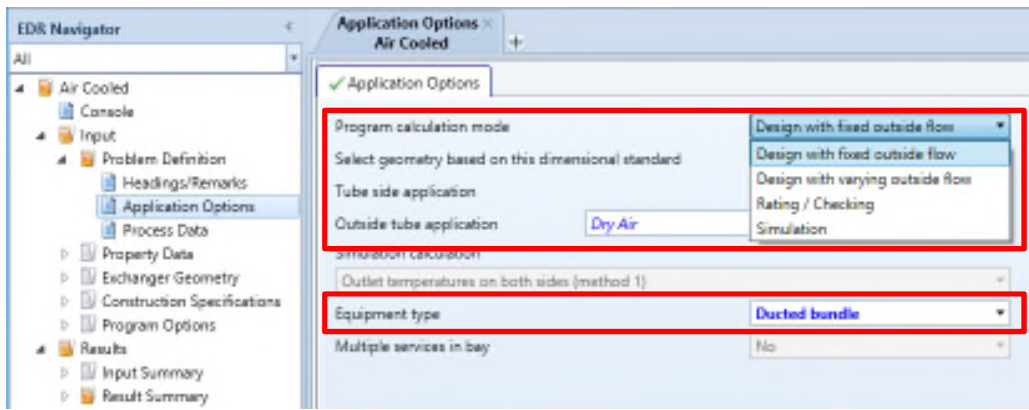 EDR Navigator
All
Air Cooled
Console
Input
Problem Definition
Headings/Remarks
Application Options
Process Data
Property Data
Exchanger Geometry
Construction Specifications
Program Options
Results
Input Summary
Result Summary
Application Options ×
Air Cooled
+
Application Options
Program calculation mode
Design with fixed outside flow
Select geometry based on this dimensional standard
Design with fixed outside flow
Design with varying outside flow
Tube side application
Rating / Checking
Outside tube application
Dry Air
Simulation
Simulation calculation
Outlet temperatures on both sides (method 1)
Equipment type
Ducted bundle
Multiple services in bay
No